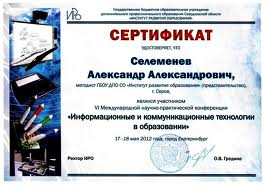 ИРО
Государственное бюджетное образовательное учреждение
дополнительного профессионального образования Свердловской области
«ИНСТИТУТ РАЗВИТИЯ ОБРАЗОВАНИЯ»
СЕРТИФИКАТ
УДОСТОВЕРЯЕТ, ЧТО
Селеменев
Александр Александрович,
методист ГБОУ ДПО СО «Институт развития образования» (представительство),
г. Серов,
являлся участником
VI Международной научно-практической конференции
«Информационные и коммуникационные технологии
в образовании»
17 - 18 мая 2012 года, город Екатеринбург
Ректор ИРО
О.В. Гредина